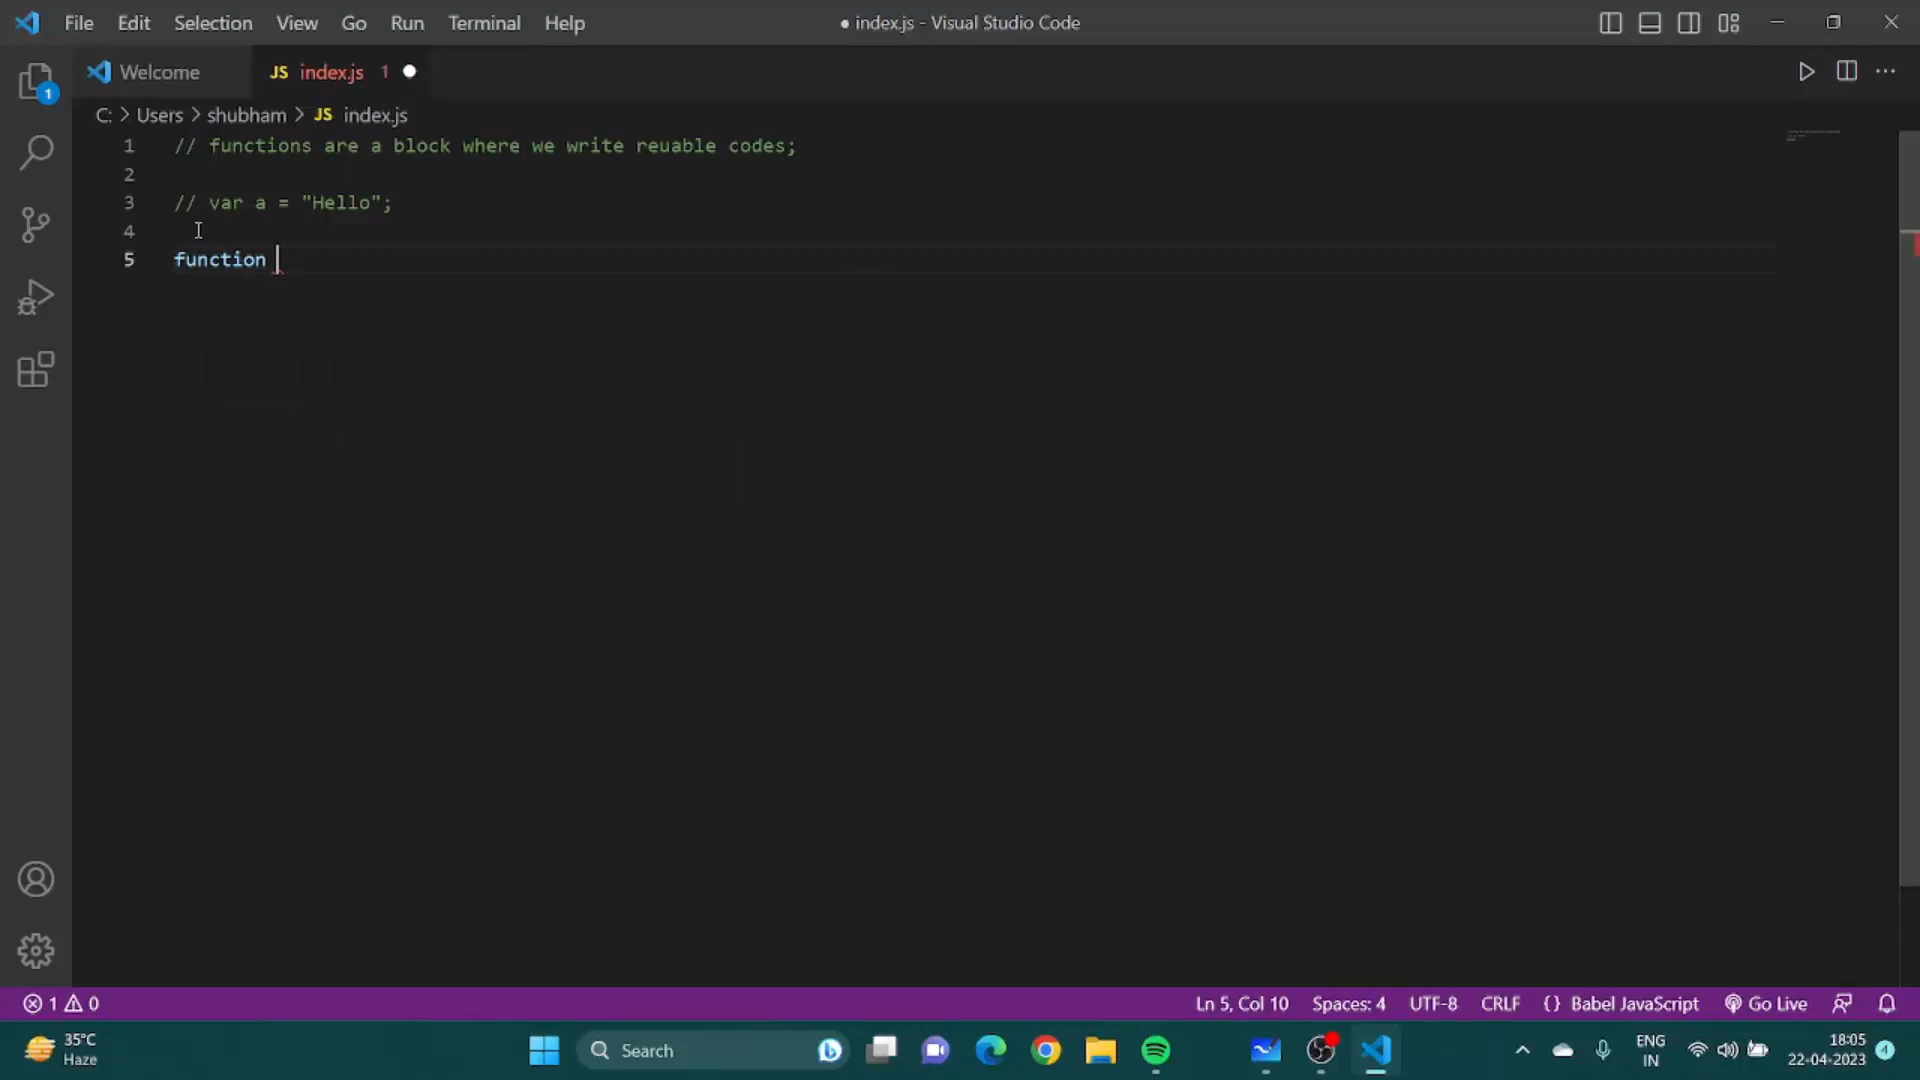 File Edit Selection View Go Run Terminal Help
● index.js - Visual Studio Code
Welcome
JS index.js 1
C: > Users > shubham > JS index.js
1 // functions are a block where we write reuable codes;
2
3 // var a = "Hello";
4
5 function
1
1 0
Ln 5, Col 10 Spaces: 4 UTF-8 CRLF {} Babel JavaScript Go Live
35°C
Haze
Search
ENG
IN
18:05
22-04-2023
4